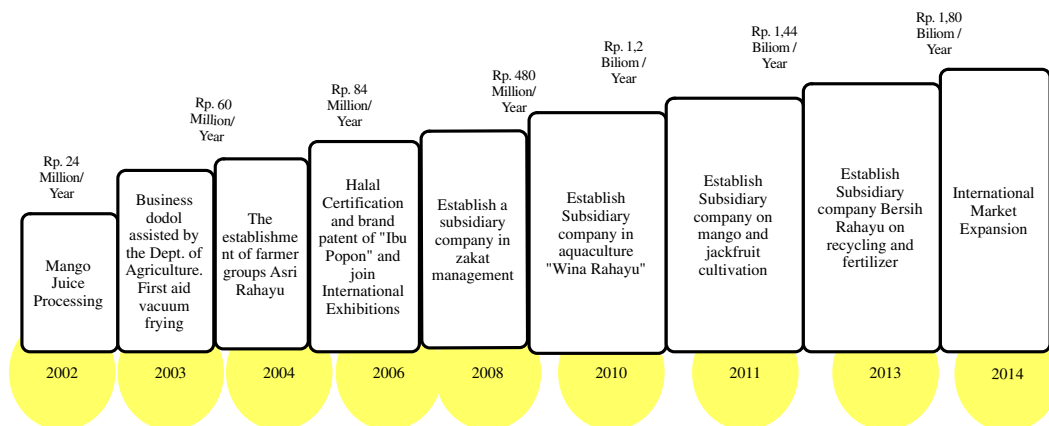 Rp. 24
Million/
Year
Rp. 60
Million/
Year
Rp. 84
Million/
Year
Rp. 480
Million/
Year
Rp. 1,2
Biliom /
Year
Rp. 1,44
Biliom /
Year
Rp. 1,80
Biliom /
Year
Mango
Juice
Processing
Business
dodol
assisted by
the Dept. of
Agriculture.
First aid
vacuum
frying
The
establishme
nt of farmer
groups Asri
Rahayu
Halal
Certification
and brand
patent of "Ibu
Popon" and
join
International
Exhibitions
Establish a
subsidiary
company in
zakat
management
Establish
Subsidiary
company in
aquaculture
"Wina Rahayu"
Establish
Subsidiary
company on
mango and
jackfruit
cultivation
Establish
Subsidiary
company Bersih
Rahayu on
recycling and
fertilizer
International
Market
Expansion
2002
2003
2004
2006
2008
2010
2011
2013
2014